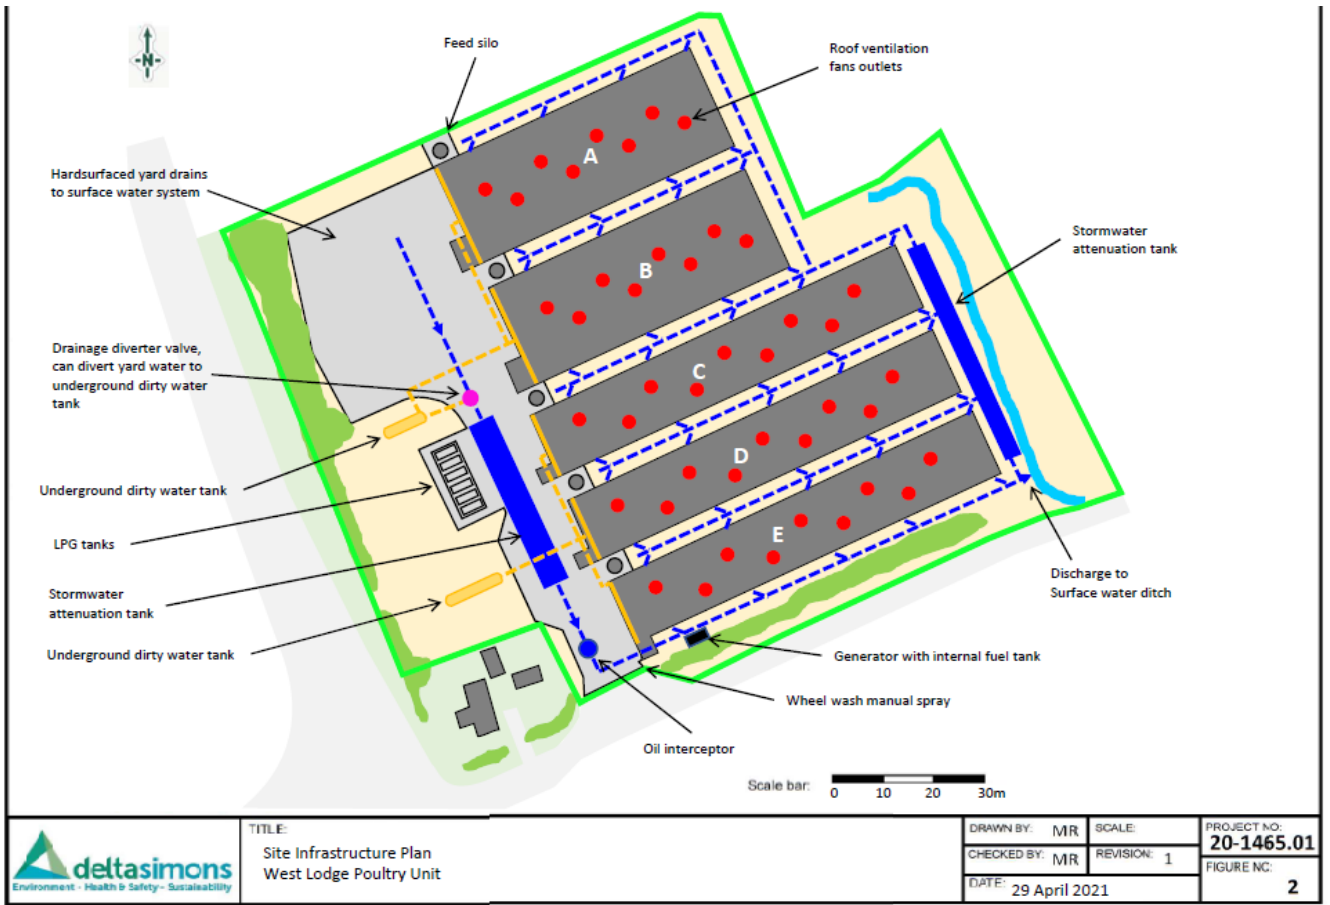 -N-
Feed silo
Roof ventilation
fans outlets
A
Hardsurfaced yard drains
to surface water system
Stormwater
attenuation tank
B
Drainage diverter valve,
can divert yard water to
underground dirty water
tank
C
D
Underground dirty water tank
LPG tanks
E
Stormwater
attenuation tank
Discharge to
Surface water ditch
Underground dirty water tank
Generator with internal fuel tank
Wheel wash manual spray
Oil interceptor
Scale bar:
0 10 20 30m
deltasimons
Environment - Health & Safety - Sustainability
TITLE:
Site Infrastructure Plan
West Lodge Poultry Unit
DRAWN BY: MR
SCALE:
CHECKED BY: MR
REVISION: 1
DATE: 29 April 2021
PROJECT NO:
20-1465.01
FIGURE NO:
2